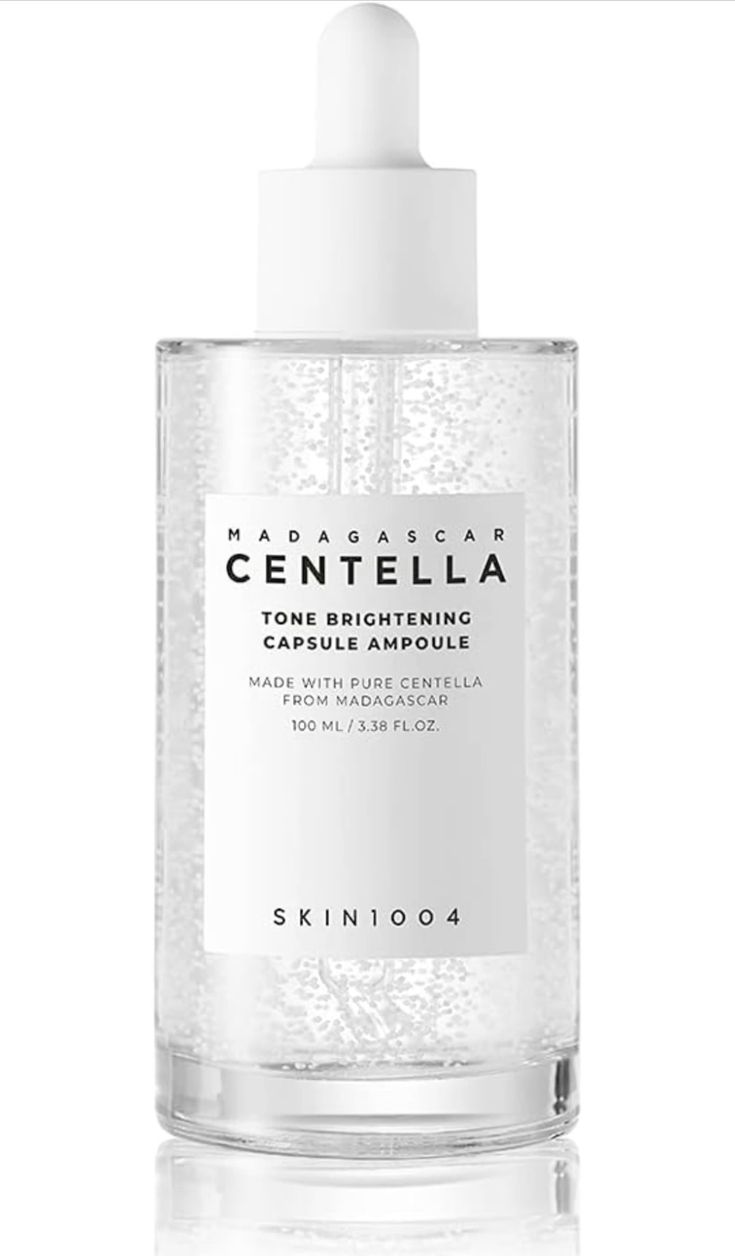 MADAGASCAR
CENTELLA
TONE BRIGHTENING
CAPSULE AMPOULE
MADE WITH PURE CENTELLA
FROM MADAGASCAR
100 ML / 3.38 FL.OZ.
SKIN1004